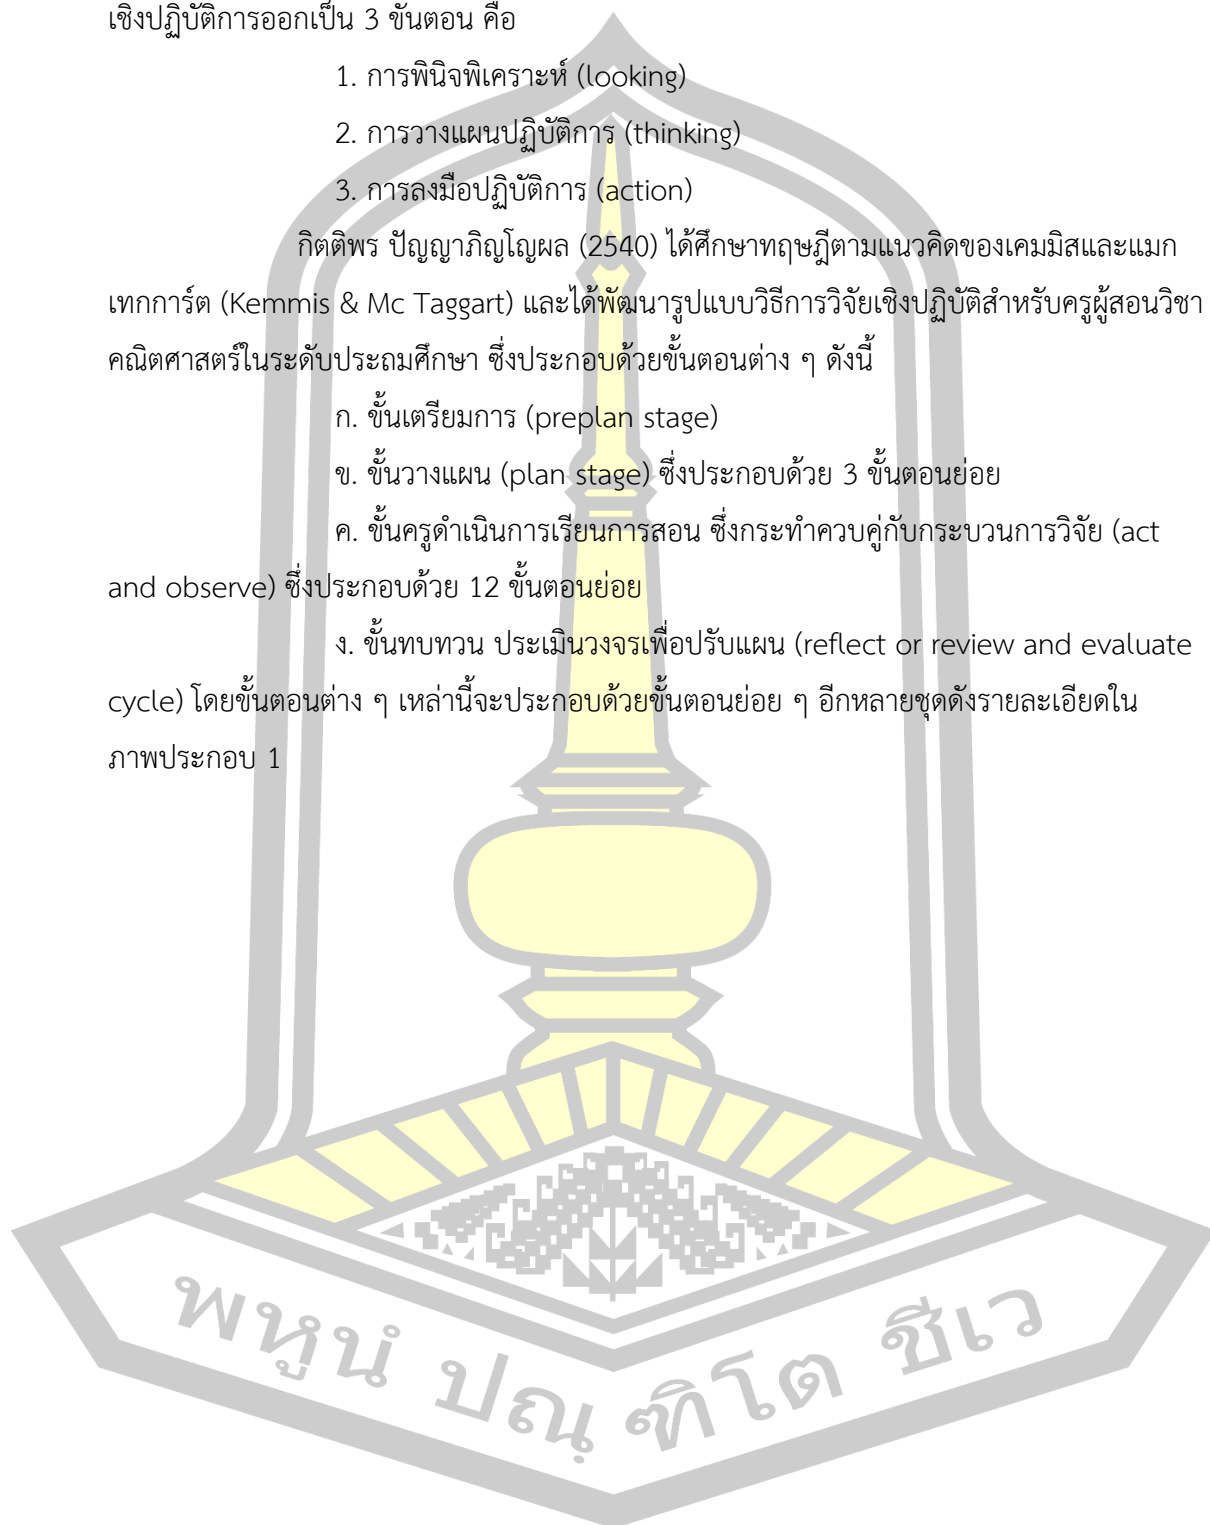 เชิงปฏิบัติการออกเป็น 3 ขั้นตอน คือ
1. การพินิจพิเคราะห์ (looking)
2. การวางแผนปฏิบัติการ (thinking)
3. การลงมือปฏิบัติการ (action)
กิตติพร ปัญญาภิญโญผล (2540) ได้ศึกษาทฤษฎีตามแนวคิดของเคมมิสและแมก
เทกการ์ต (Kemmis & Mc Taggart) และได้พัฒนารูปแบบวิธีการวิจัยเชิงปฏิบัติสำหรับครูผู้สอนวิชา
คณิตศาสตร์ในระดับประถมศึกษา ซึ่งประกอบด้วยขั้นตอนต่าง ๆ ดังนี้
ก. ขั้นเตรียมการ (preplan stage)
ข. ขั้นวางแผน (plan stage) ซึ่งประกอบด้วย 3 ขั้นตอนย่อย
ค. ขั้นครูดำเนินการเรียนการสอน ซึ่งกระทำควบคู่กับกระบวนการวิจัย (act
and observe) ซึ่งประกอบด้วย 12 ขั้นตอนย่อย
ง. ขั้นทบทวน ประเมินวงจรเพื่อปรับแผน (reflect or review and evaluate
cycle) โดยขั้นตอนต่าง ๆ เหล่านี้จะประกอบด้วยขั้นตอนย่อย ๆ อีกหลายชุดดังรายละเอียดใน
ภาพประกอบ 1
พหูนํ ปณฺฑิโต ชีเว